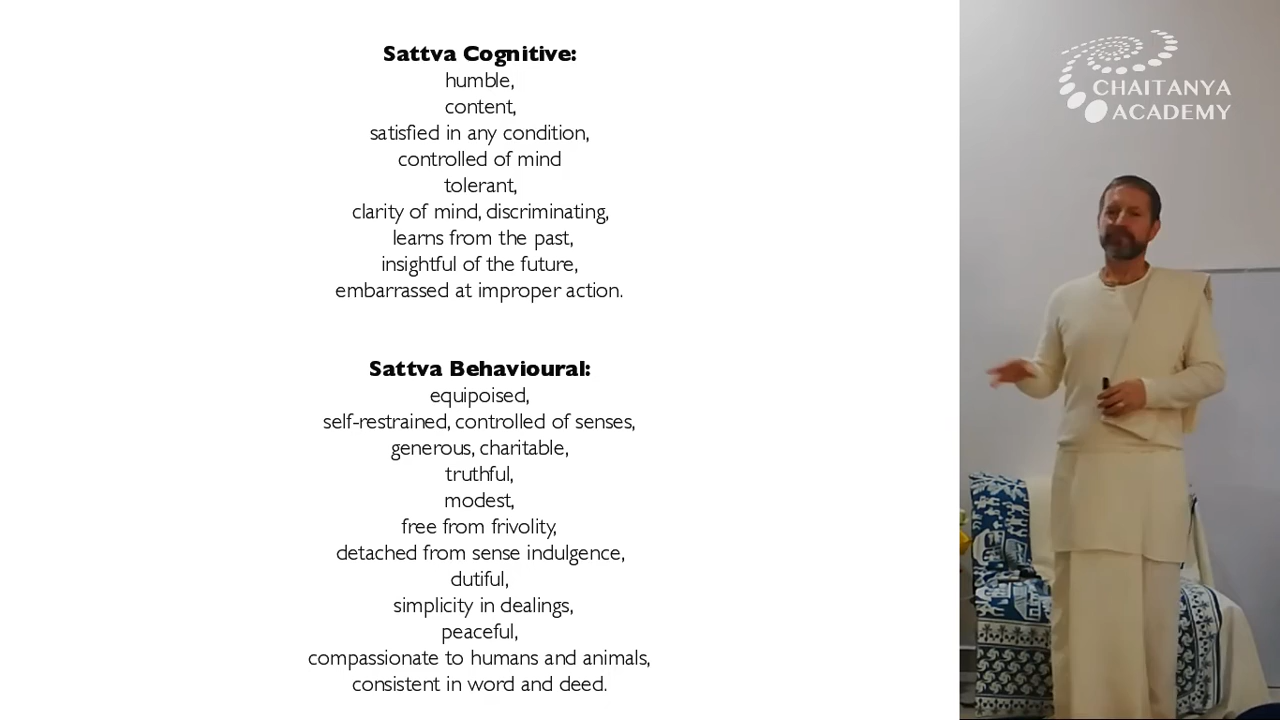 Sattva Cognitive:
humble,
content,
satisfied in any condition,
controlled of mind
tolerant,
clarity of mind, discriminating,
learns from the past,
insightful of the future,
embarrassed at improper action.
Sattva Behavioural:
equipoised,
self-restrained, controlled of senses,
generous, charitable,
truthful,
modest,
free from frivolity,
detached from sense indulgence,
dutiful,
simplicity in dealings,
peaceful,
compassionate to humans and animals,
consistent in word and deed.
CHAITANYA
ACADEMY